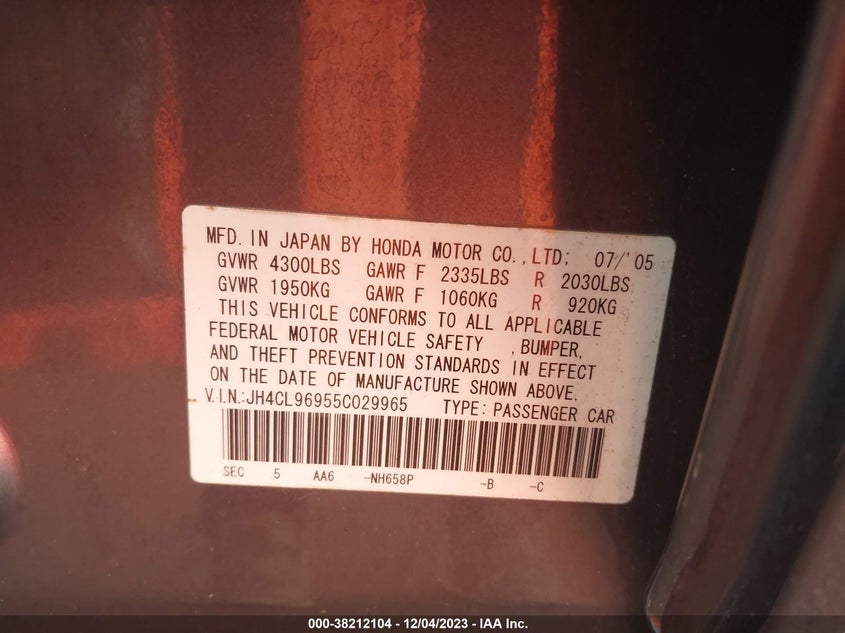 MFD. IN JAPAN BY HONDA MOTOR CO., LTD; 07/'05
GVWR 4300LBS GAWR F 2335LBS R 2030LBS
GVWR 1950KG GAWR F 1060KG R 920KG
THIS VEHICLE CONFORMS TO ALL APPLICABLE
FEDERAL MOTOR VEHICLE SAFETY , BUMPER,
AND THEFT PREVENTION STANDARDS IN EFFECT
ON THE DATE OF MANUFACTURE SHOWN ABOVE.
V.I.N.:JH4CL96955C029965 TYPE: PASSENGER CAR
SEC 5 AA6 -NH658P -B -C
000-38212104 - 12/04/2023 - IAA Inc.